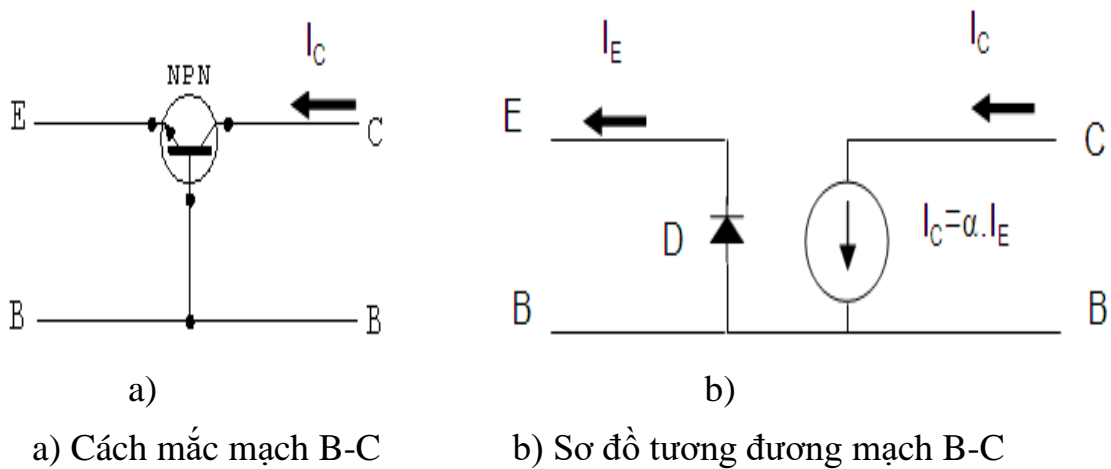 I_C
NPN
E
C
B
B
I_E
I_C
E
C
D
I_C=α.I_E
B
B
a)
b)
a) Cách mắc mạch B-C
b) Sơ đồ tương đương mạch B-C